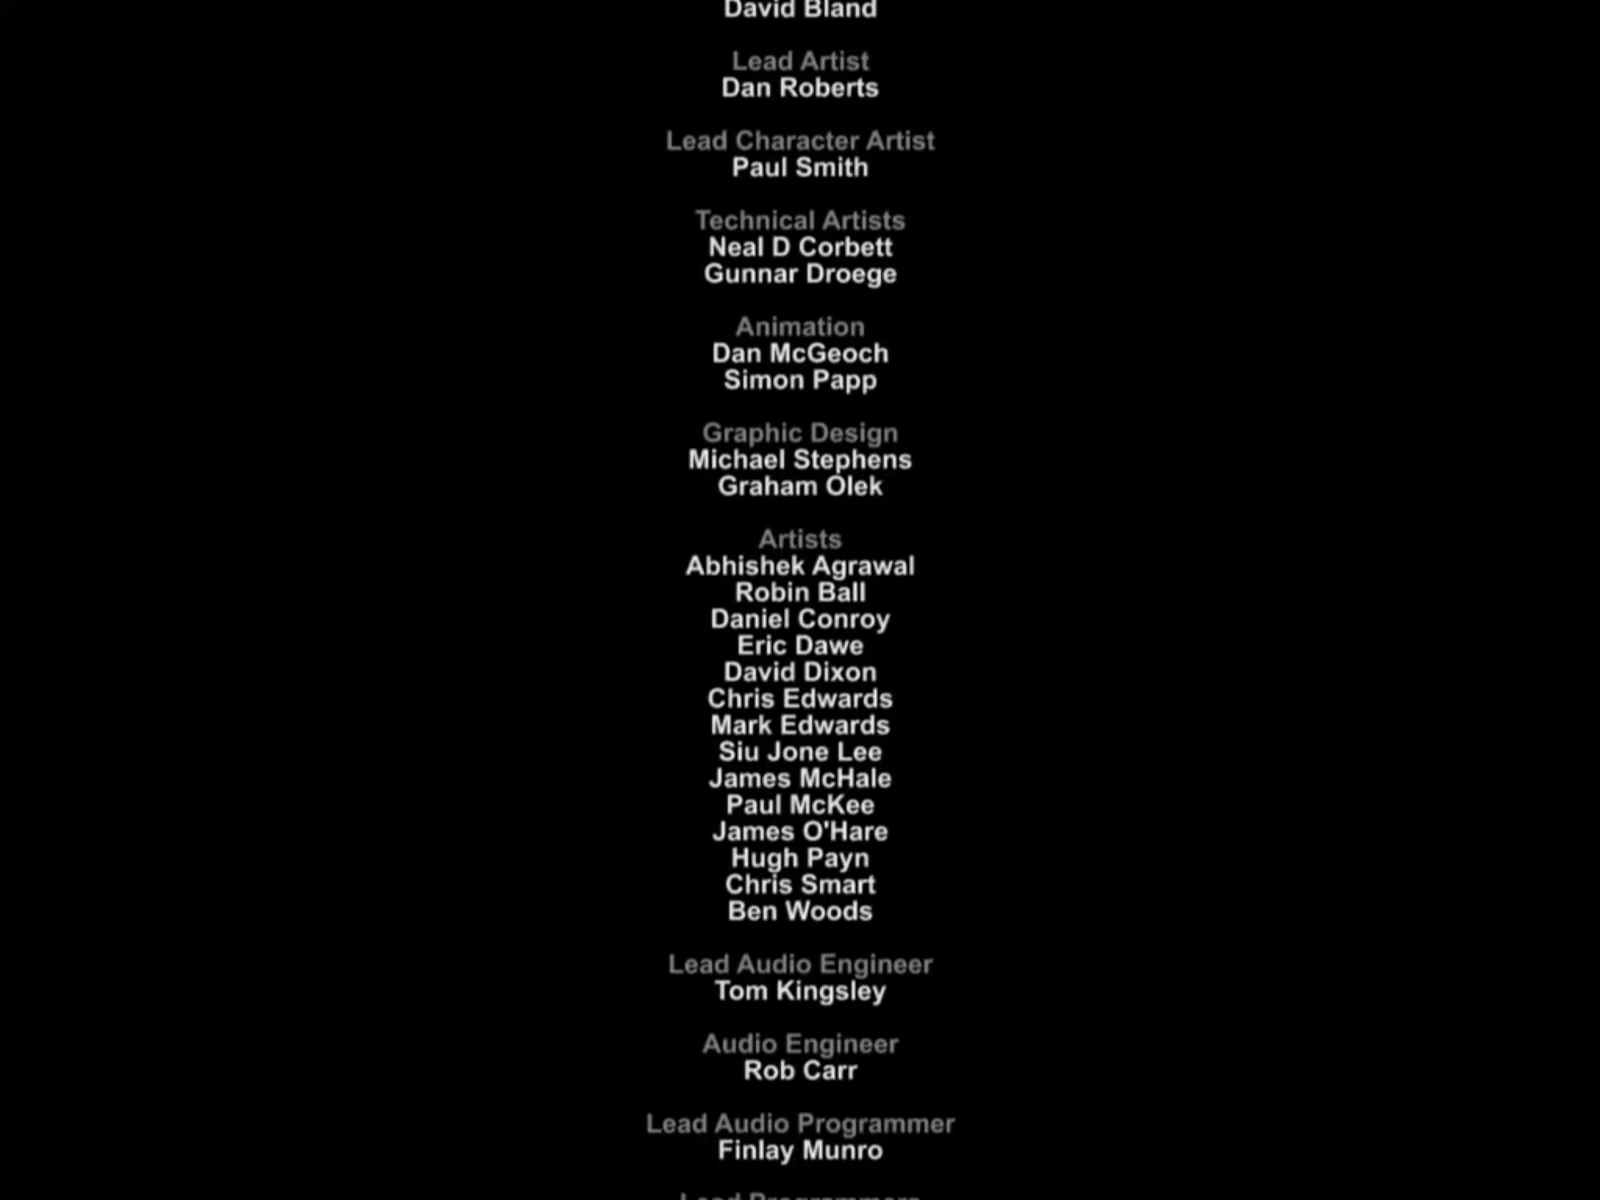 David Bland
Lead Artist
Dan Roberts
Lead Character Artist
Paul Smith
Technical Artists
Neal D Corbett
Gunnar Droege
Animation
Dan McGeoch
Simon Papp
Graphic Design
Michael Stephens
Graham Olek
Artists
Abhishek Agrawal
Robin Ball
Daniel Conroy
Eric Dawe
David Dixon
Chris Edwards
Mark Edwards
Siu Jone Lee
James McHale
Paul McKee
James O'Hare
Hugh Payn
Chris Smart
Ben Woods
Lead Audio Engineer
Tom Kingsley
Audio Engineer
Rob Carr
Lead Audio Programmer
Finlay Munro
Lead Programmers